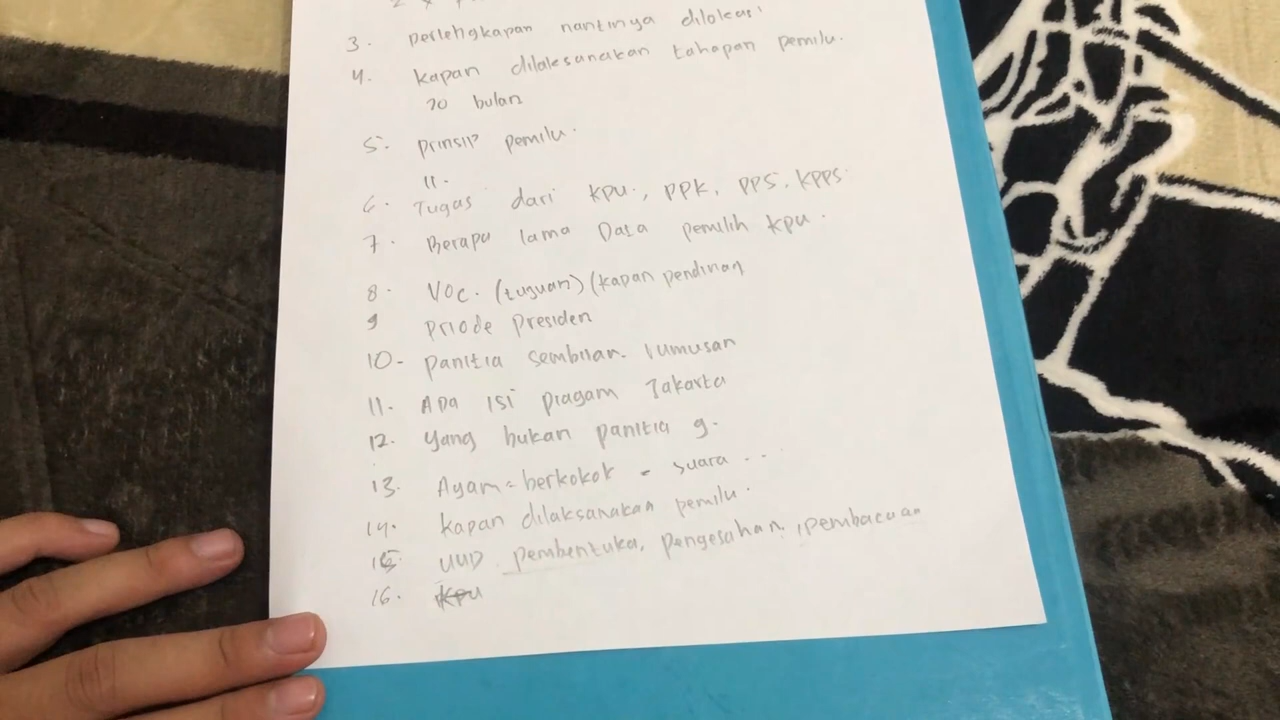 3. perlengkapan nantinya dilokasi
4. kapan dilaksanakan tahapan pemilu.
20 bulan
5. prinsip pemilu.
11.
6. Tugas dari kpu, PPK, PPS, KPPS.
7. Berapa lama Data pemilih kpu.
8. VOC. (tujuan) (kapan pendirian
9 priode presiden
10- panitia sembilan. rumusan
11. Apa isi piagam Jakarta
12. yang bukan panitia 9.
13. Ayam = berkokok = suara ...
14. kapan dilaksanakan pemilu.
15 UUD. pembentuka, pengesahan, pembacuan
16. kpu